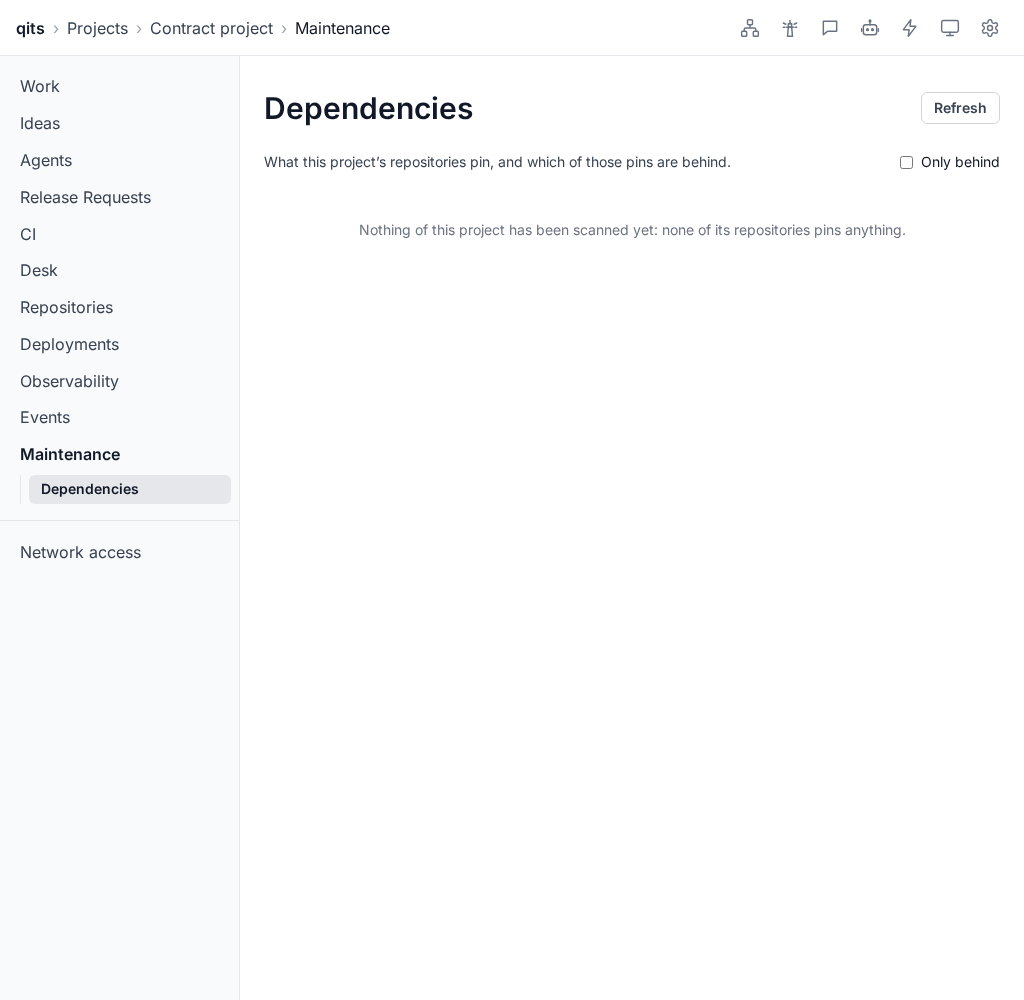 qits › Projects › Contract project › Maintenance
Work
Ideas
Agents
Release Requests
CI
Desk
Repositories
Deployments
Observability
Events
Maintenance
Dependencies
Network access
Dependencies
Refresh
What this project’s repositories pin, and which of those pins are behind.
Only behind
Nothing of this project has been scanned yet: none of its repositories pins anything.